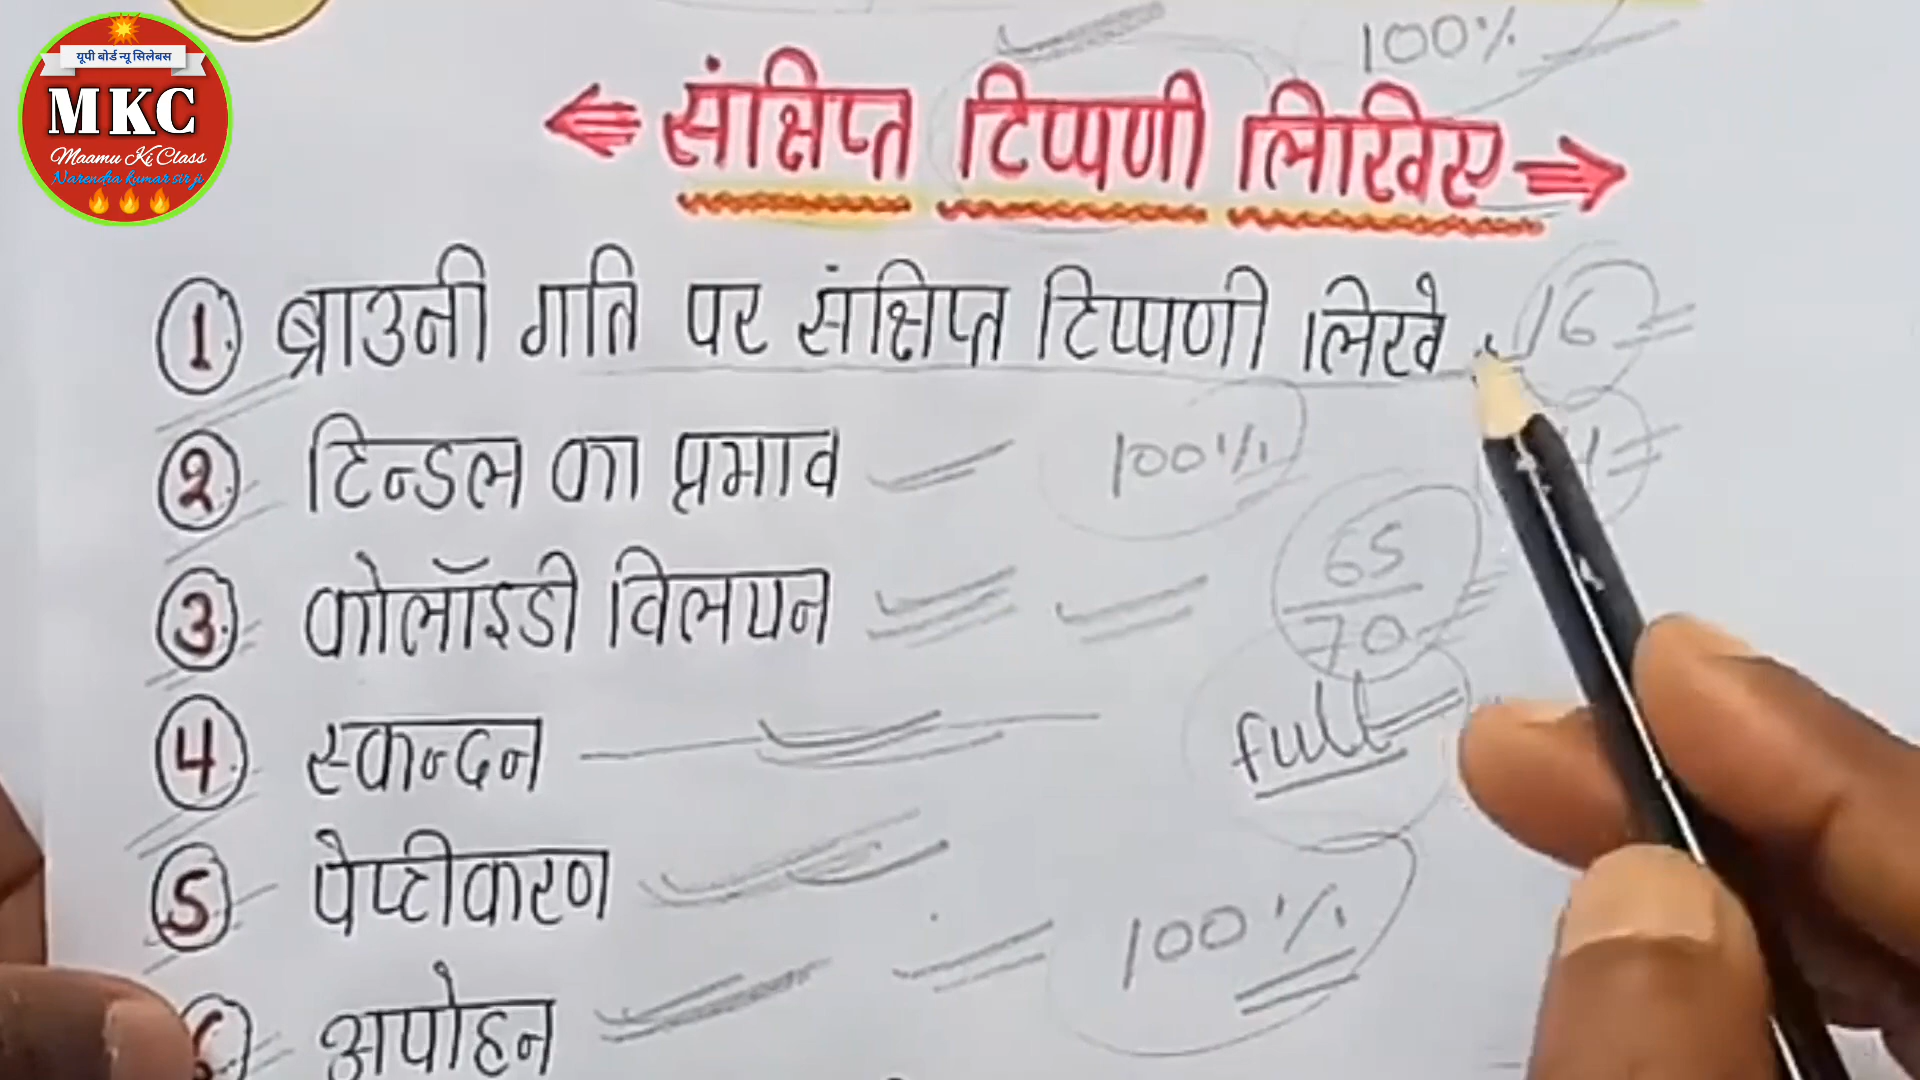 यूपी बोर्ड न्यू सिलेबस
MKC
Maamu Ki Class
Narendra kumar sir ji
100%
संक्षिप्त टिप्पणी लिखिए
1 ब्राउनी गति पर संक्षिप्त टिप्पणी लिखे 16
2 टिन्डल का प्रभाव 100%
3 कोलॉइडी विलयन 65/70
4 स्कन्दन full
5 पेप्टीकरण 100%
6 अपोहन